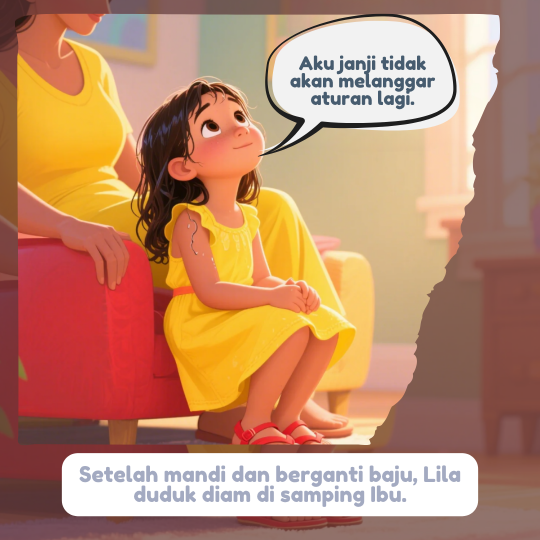 Aku janji tidak
akan melanggar
aturan lagi.
Setelah mandi dan berganti baju, Lila
duduk diam di samping Ibu.